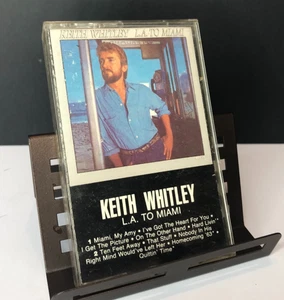 KEITH WHITLEY L.A. TO MIAMI
KEITH WHITLEY
L.A. TO MIAMI
1 Miami, My Amy • I've Got The Heart For You •
I Get The Picture • On The Other Hand • Hard Livin'
2 Ten Feet Away • That Stuff • Nobody In His
Right Mind Would've Left Her • Homecoming '63 •
Quittin' Time